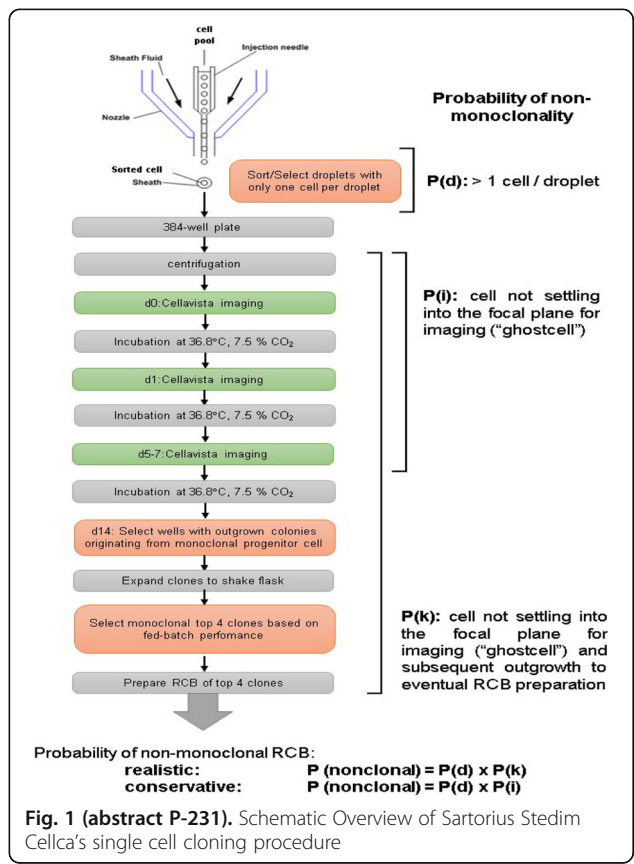 cell
pool
Sheath Fluid
Injection needle
Nozzle
Probability of non-
monoclonality
Sorted cell
Sheath
Sort/Select droplets with
only one cell per droplet
P(d): > 1 cell / droplet
384-well plate
centrifugation
d0:Cellavista imaging
P(i): cell not settling
into the focal plane for
imaging ("ghostcell")
Incubation at 36.8°C, 7.5 % CO₂
d1:Cellavista imaging
Incubation at 36.8°C, 7.5 % CO₂
d5-7:Cellavista imaging
Incubation at 36.8°C, 7.5 % CO₂
d14: Select wells with outgrown colonies
originating from monoclonal progenitor cell
Expand clones to shake flask
Select monoclonal top 4 clones based on
fed-batch perfomance
P(k): cell not settling into
the focal plane for
imaging ("ghostcell") and
subsequent outgrowth to
eventual RCB preparation
Prepare RCB of top 4 clones
Probability of non-monoclonal RCB:
realistic: P (nonclonal) = P(d) x P(k)
conservative: P (nonclonal) = P(d) x P(i)
Fig. 1 (abstract P-231). Schematic Overview of Sartorius Stedim
Cellca's single cell cloning procedure